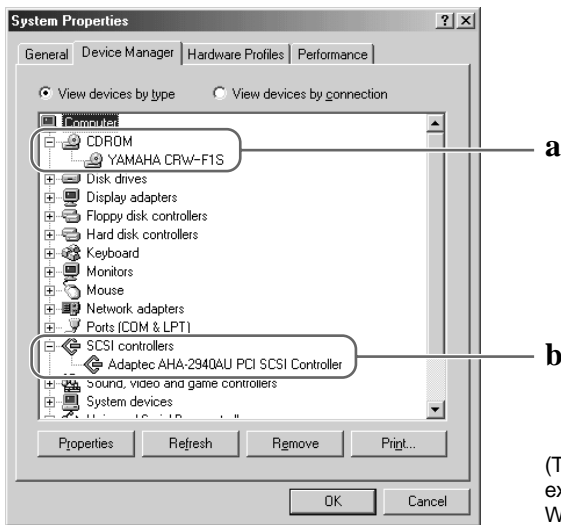 System Properties
General Device Manager Hardware Profiles Performance
View devices by type View devices by connection
Computer
CDROM
YAMAHA CRW-F1S
a
Disk drives
Display adapters
Floppy disk controllers
Hard disk controllers
Keyboard
Monitors
Mouse
Network adapters
Ports (COM & LPT)
SCSI controllers
Adaptec AHA-2940AU PCI SCSI Controller
b
Sound, video and game controllers
System devices
Properties Refresh Remove Print...
(T
ex
W
OK Cancel